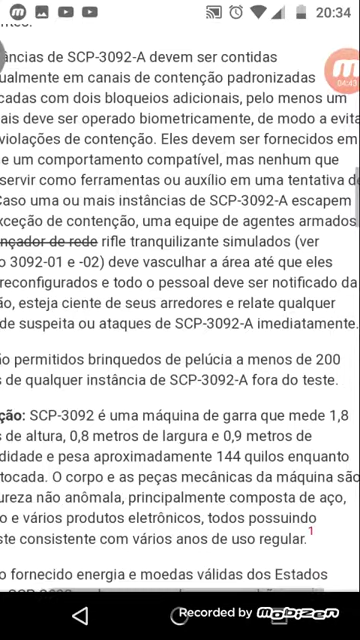 20:34
04:43
âncias de SCP-3092-A devem ser contidas
ualmente em canais de contenção padronizadas
cadas com dois bloqueios adicionais, pelo menos um
ais deve ser operado biometricamente, de modo a evita
violações de contenção. Eles devem ser fornecidos em
e um comportamento compatível, mas nenhum que
servir como ferramentas ou auxílio em uma tentativa de
Caso uma ou mais instâncias de SCP-3092-A escapem
xceção de contenção, uma equipe de agentes armados
nçador de rede rifle tranquilizante simulados (ver
o 3092-01 e -02) deve vasculhar a área até que eles
reconfigurados e todo o pessoal deve ser notificado da
ão, esteja ciente de seus arredores e relate qualquer
de suspeita ou ataques de SCP-3092-A imediatamente.
ão permitidos brinquedos de pelúcia a menos de 200
s de qualquer instância de SCP-3092-A fora do teste.
ção: SCP-3092 é uma máquina de garra que mede 1,8
s de altura, 0,8 metros de largura e 0,9 metros de
didade e pesa aproximadamente 144 quilos enquanto
tocada. O corpo e as peças mecânicas da máquina são
ureza não anômala, principalmente composta de aço,
o e vários produtos eletrônicos, todos possuindo
ste consistente com vários anos de uso regular.1
o fornecido energia e moedas válidas dos Estados
Recorded by mobizen